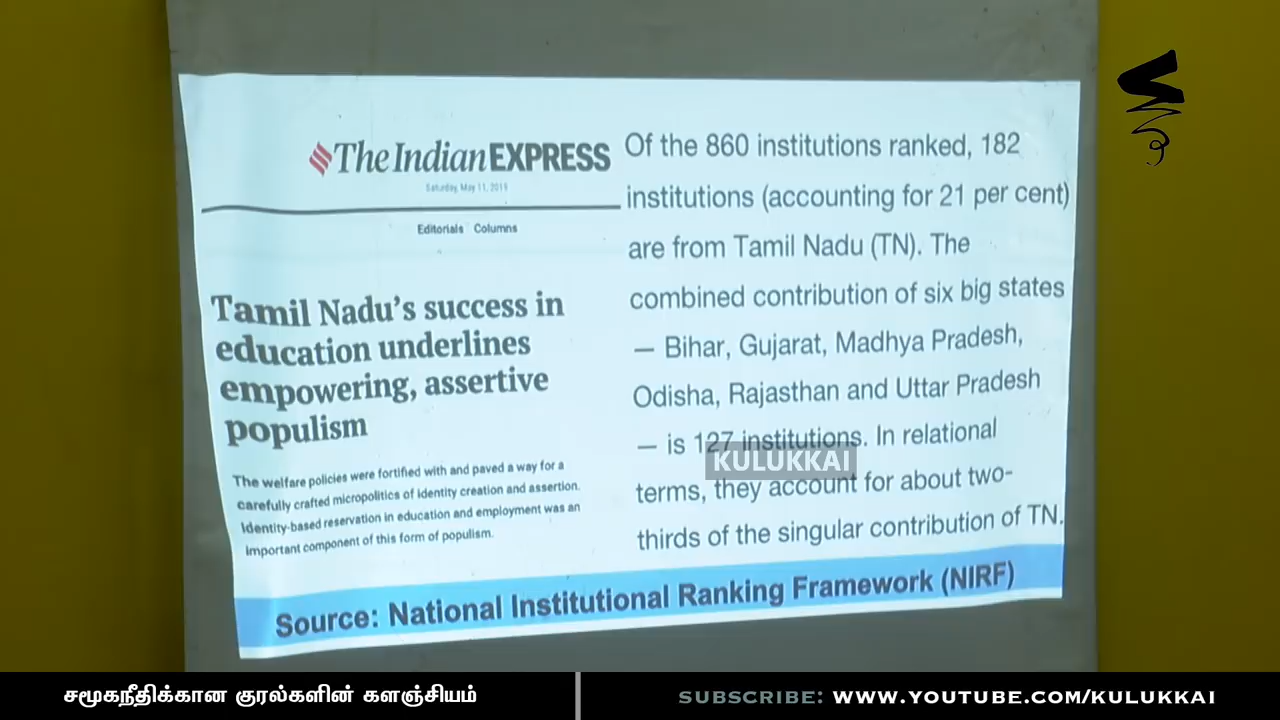 The Indian EXPRESS
Saturday, May 11, 2019
Editorials Columns
Tamil Nadu's success in
education underlines
empowering, assertive
populism
The welfare policies were fortified with and paved a way for a
carefully crafted micropolitics of identity creation and assertion.
Identity-based reservation in education and employment was an
important component of this form of populism.
Of the 860 institutions ranked, 182
institutions (accounting for 21 per cent)
are from Tamil Nadu (TN). The
combined contribution of six big states
— Bihar, Gujarat, Madhya Pradesh,
Odisha, Rajasthan and Uttar Pradesh
— is 127 institutions. In relational
terms, they account for about two-
thirds of the singular contribution of TN.
KULUKKAI
Source: National Institutional Ranking Framework (NIRF)
சமூகநீதிக்கான குரல்களின் களஞ்சியம்
SUBSCRIBE: WWW.YOUTUBE.COM/KULUKKAI